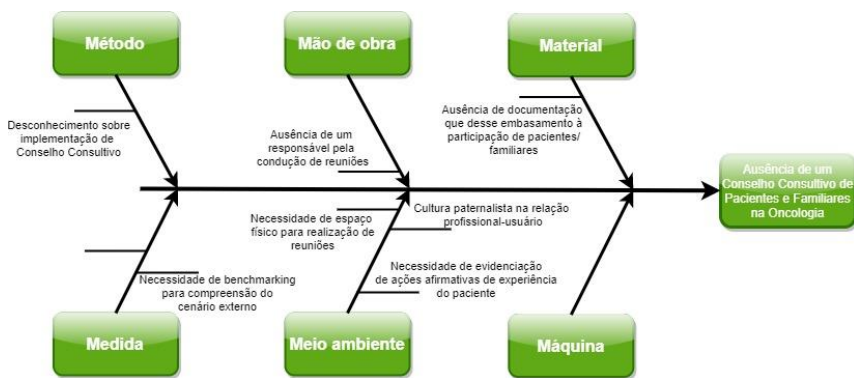 Método
Mão de obra
Material
Desconhecimento sobre
implementação de
Conselho Consultivo
Ausência de um
responsável pela
condução de reuniões
Ausência de documentação
que desse embasamento à
participação de pacientes/
familiares
Ausência de um
Conselho Consultivo de
Pacientes e Familiares
na Oncologia
Necessidade de espaço
físico para realização de
reuniões
Cultura paternalista na relação
profissional-usuário
Necessidade de benchmarking
para compreensão do
cenário externo
Necessidade de evidenciação
de ações afirmativas de experiência
do paciente
Medida
Meio ambiente
Máquina